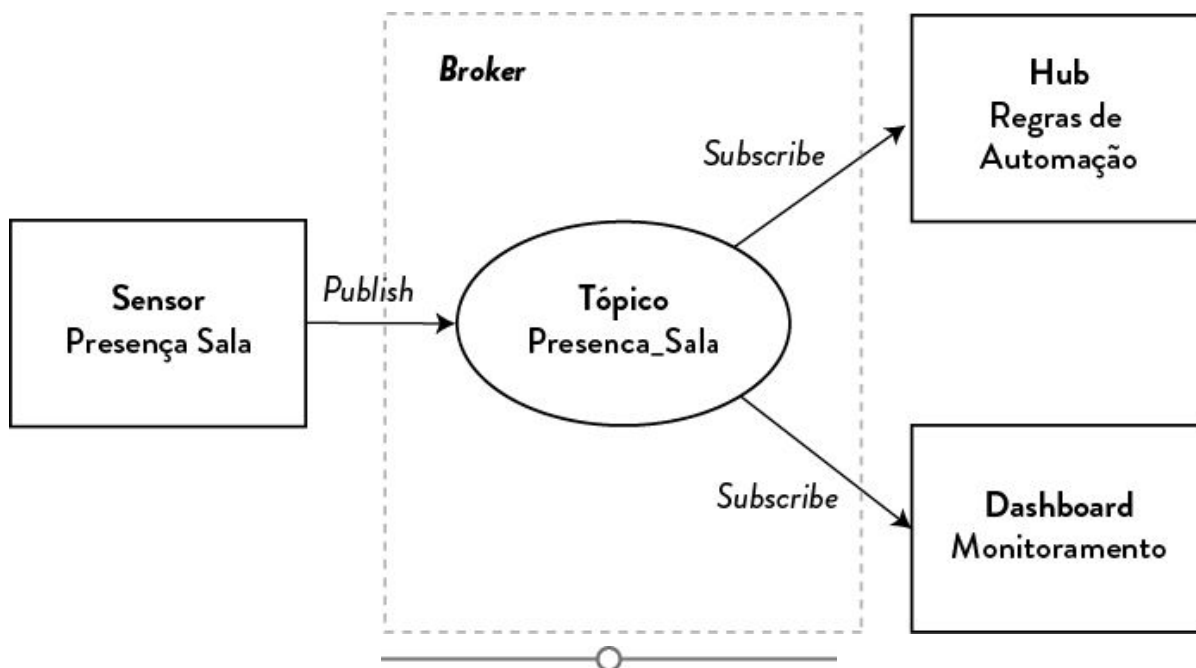 Broker
Hub
Regras de
Automação
Subscribe
Sensor
Presença Sala
Publish
Tópico
Presenca_Sala
Subscribe
Dashboard
Monitoramento